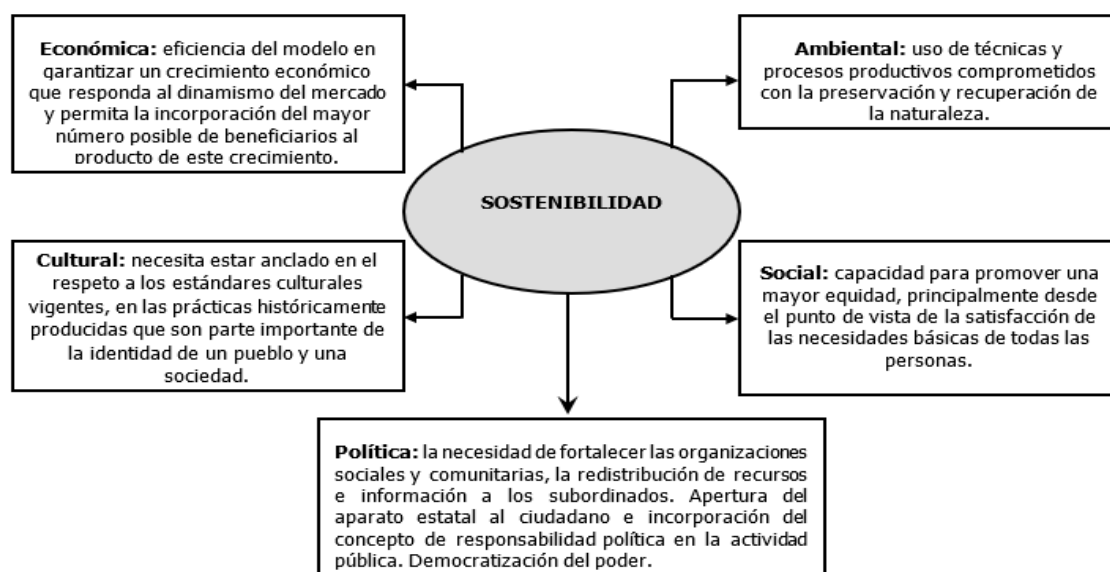 Económica: eficiencia del modelo en
garantizar un crecimiento económico
que responda al dinamismo del mercado
y permita la incorporación del mayor
número posible de beneficiarios al
producto de este crecimiento.
Ambiental: uso de técnicas y
procesos productivos comprometidos
con la preservación y recuperación de
la naturaleza.
SOSTENIBILIDAD
Cultural: necesita estar anclado en el
respeto a los estándares culturales
vigentes, en las prácticas históricamente
producidas que son parte importante de
la identidad de un pueblo y una
sociedad.
Social: capacidad para promover una
mayor equidad, principalmente desde
el punto de vista de la satisfacción de
las necesidades básicas de todas las
personas.
Política: la necesidad de fortalecer las organizaciones
sociales y comunitarias, la redistribución de recursos
e información a los subordinados. Apertura del
aparato estatal al ciudadano e incorporación del
concepto de responsabilidad política en la actividad
pública. Democratización del poder.